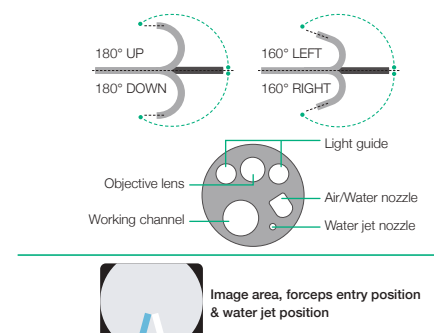 180° UP
180° DOWN
160° LEFT
160° RIGHT
Light guide
Objective lens
Air/Water nozzle
Working channel
Water jet nozzle
Image area, forceps entry position
& water jet position